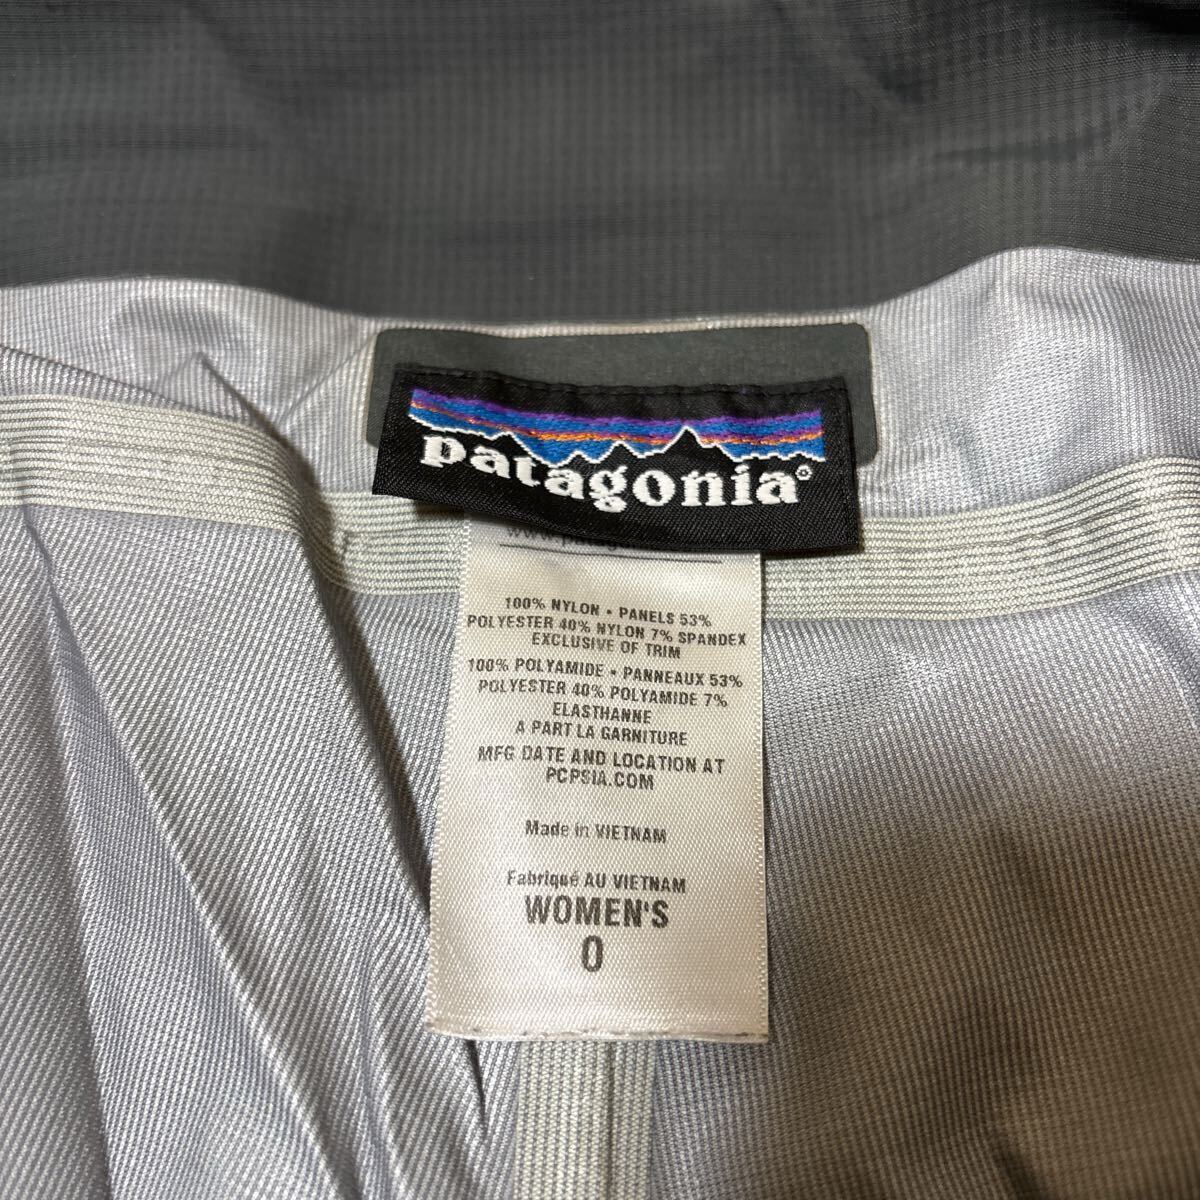 patagonia®
100% NYLON • PANELS 53%
POLYESTER 40% NYLON 7% SPANDEX
EXCLUSIVE OF TRIM
100% POLYAMIDE • PANNEAUX 53%
POLYESTER 40% POLYAMIDE 7%
ELASTHANNE
A PART LA GARNITURE
MFG DATE AND LOCATION AT
PCPSIA.COM
Made in VIETNAM
Fabriqué AU VIETNAM
WOMEN'S
0